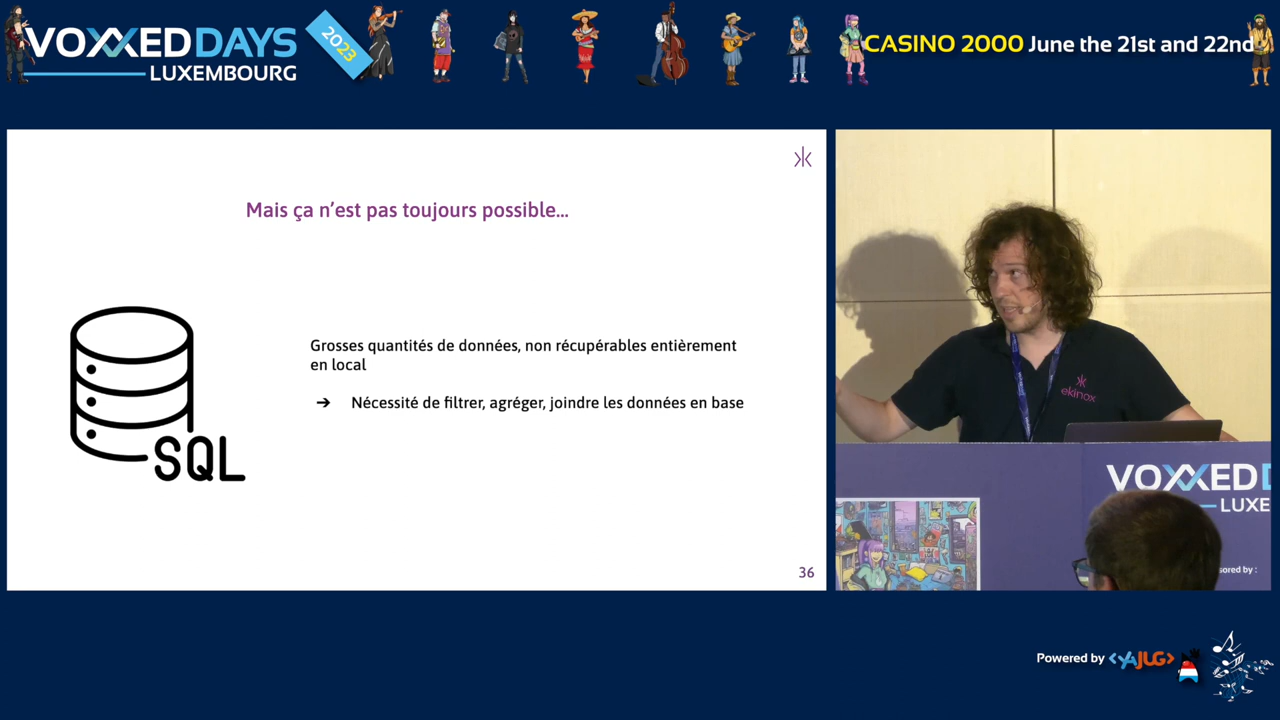 VOXXED DAYS
LUXEMBOURG
2023
CASINO 2000 June the 21st and 22nd
Mais ça n'est pas toujours possible...
Grosses quantités de données, non récupérables entièrement
en local
➔ Nécessité de filtrer, agréger, joindre les données en base
SQL
36
ekinox
VOXXED D
LUXE
sored by :
Powered by <YAJUG>